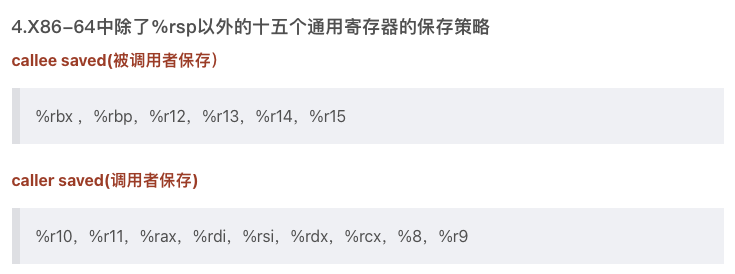 4.X86-64中除了%rsp以外的十五个通用寄存器的保存策略
callee saved(被调用者保存）
%rbx ，%rbp，%r12，%r13，%r14，%r15
caller saved(调用者保存)
%r10，%r11，%rax，%rdi，%rsi，%rdx，%rcx，%8，%r9